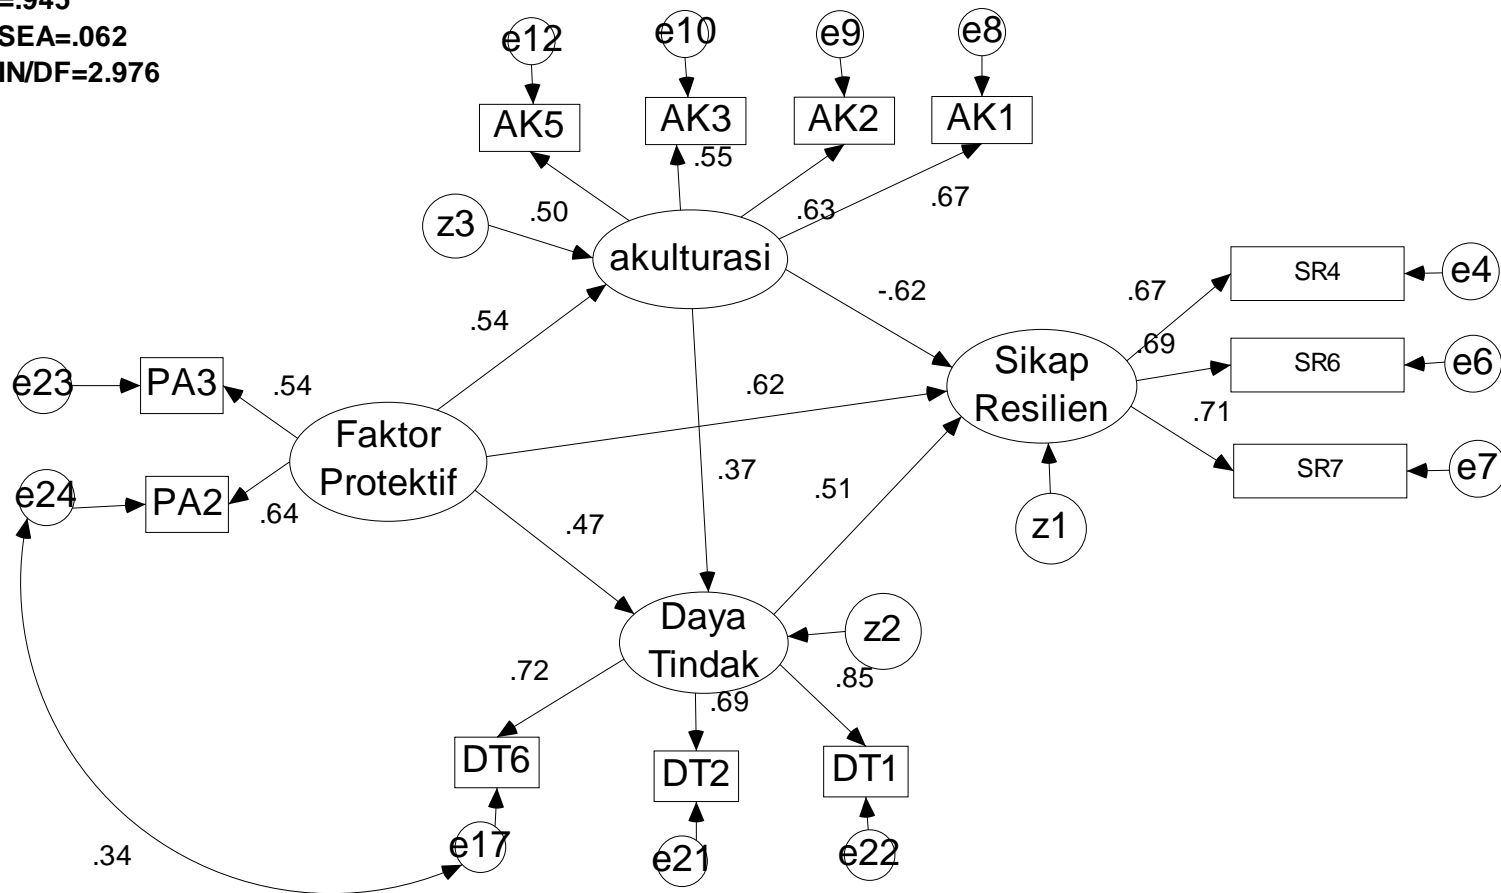 =.945
SEA=.062
IN/DF=2.976
e12
e10
e9
e8
AK5
AK3
AK2
AK1
.55
.50
.63
.67
z3
akulturasi
-.62
.67
SR4
e4
.54
.69
Sikap
Resilien
SR6
e6
e23
PA3
.54
.62
.71
Faktor
Protektif
SR7
e7
e24
PA2
.64
.37
.51
.47
z1
Daya
Tindak
z2
.72
.69
.85
DT6
DT2
DT1
.34
e17
e21
e22